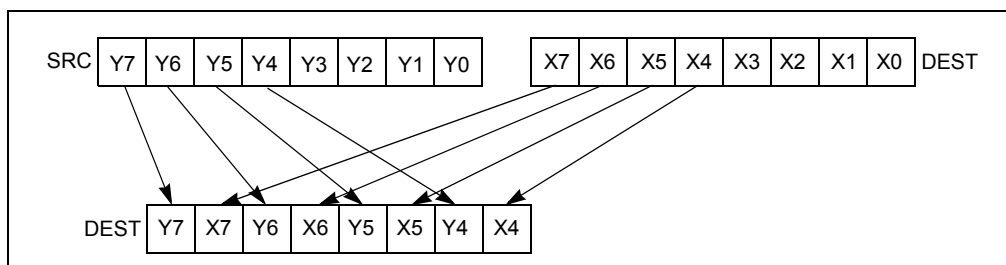 SRC Y7 Y6 Y5 Y4 Y3 Y2 Y1 Y0 X7 X6 X5 X4 X3 X2 X1 X0 DEST
DEST Y7 X7 Y6 X6 Y5 X5 Y4 X4